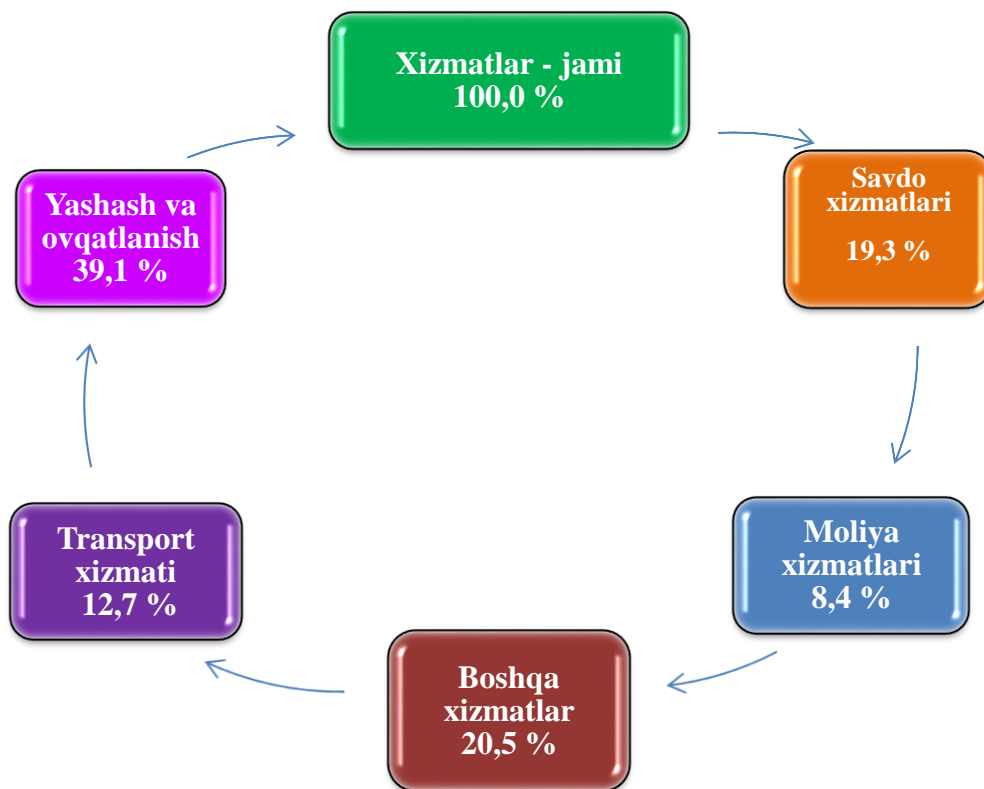 Xizmatlar - jami
100,0 %
Savdo
xizmatlari
19,3 %
Moliya
xizmatlari
8,4 %
Boshqa
xizmatlar
20,5 %
Transport
xizmati
12,7 %
Yashash va
ovqatlanish
39,1 %